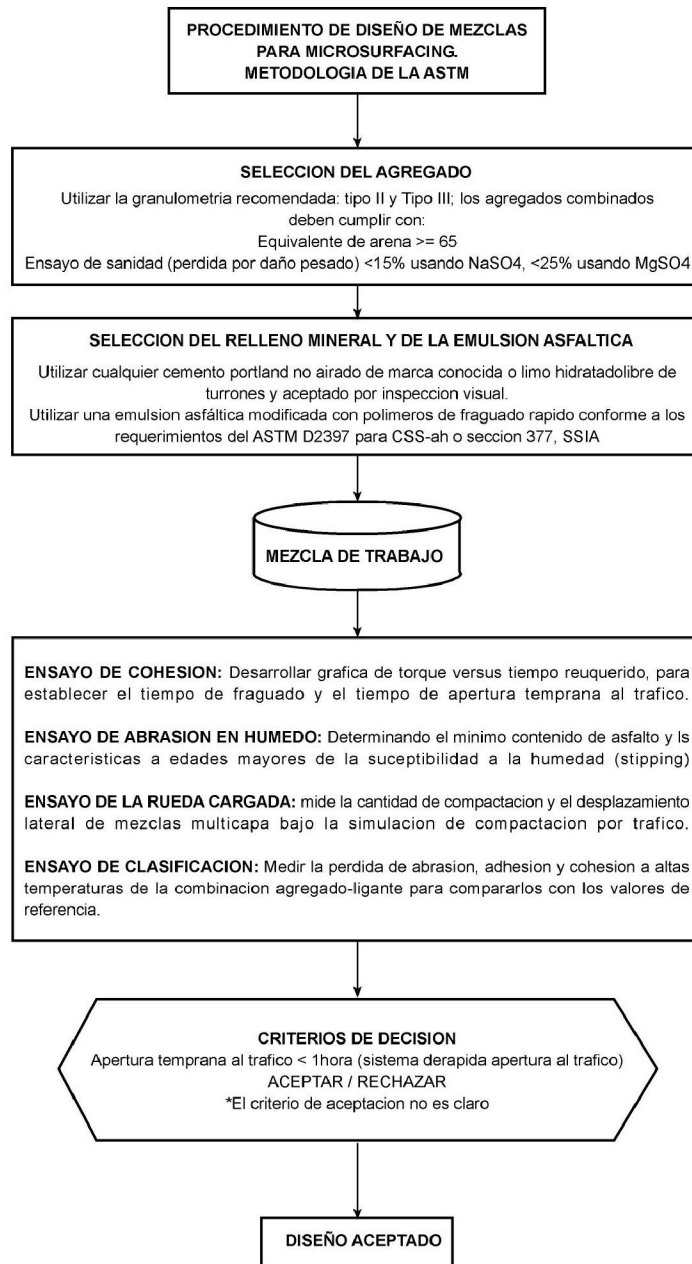 PROCEDIMIENTO DE DISEÑO DE MEZCLAS
PARA MICROSURFACING.
METODOLOGIA DE LA ASTM
SELECCION DEL AGREGADO
Utilizar la granulometria recomendada: tipo II y Tipo III; los agregados combinados
deben cumplir con:
Equivalente de arena >= 65
Ensayo de sanidad (perdida por daño pesado) <15% usando NaSO4, <25% usando MgSO4
SELECCION DEL RELLENO MINERAL Y DE LA EMULSION ASFALTICA
Utilizar cualquier cemento portland no airado de marca conocida o limo hidratadolibre de
turrones y aceptado por inspeccion visual.
Utilizar una emulsion asfáltica modificada con polimeros de fraguado rapido conforme a los
requerimientos del ASTM D2397 para CSS-ah o seccion 377, SSIA
MEZCLA DE TRABAJO
ENSAYO DE COHESION: Desarrollar grafica de torque versus tiempo reuquerido, para
establecer el tiempo de fraguado y el tiempo de apertura temprana al trafico.
ENSAYO DE ABRASION EN HUMEDO: Determinando el minimo contenido de asfalto y ls
caracteristicas a edades mayores de la suceptibilidad a la humedad (stipping)
ENSAYO DE LA RUEDA CARGADA: mide la cantidad de compactacion y el desplazamiento
lateral de mezclas multicapa bajo la simulacion de compactacion por trafico.
ENSAYO DE CLASIFICACION: Medir la perdida de abrasion, adhesion y cohesion a altas
temperaturas de la combinacion agregado-ligante para compararlos con los valores de
referencia.
CRITERIOS DE DECISION
Apertura temprana al trafico < 1hora (sistema derapida apertura al trafico)
ACEPTAR / RECHAZAR
*El criterio de aceptacion no es claro
DISEÑO ACEPTADO